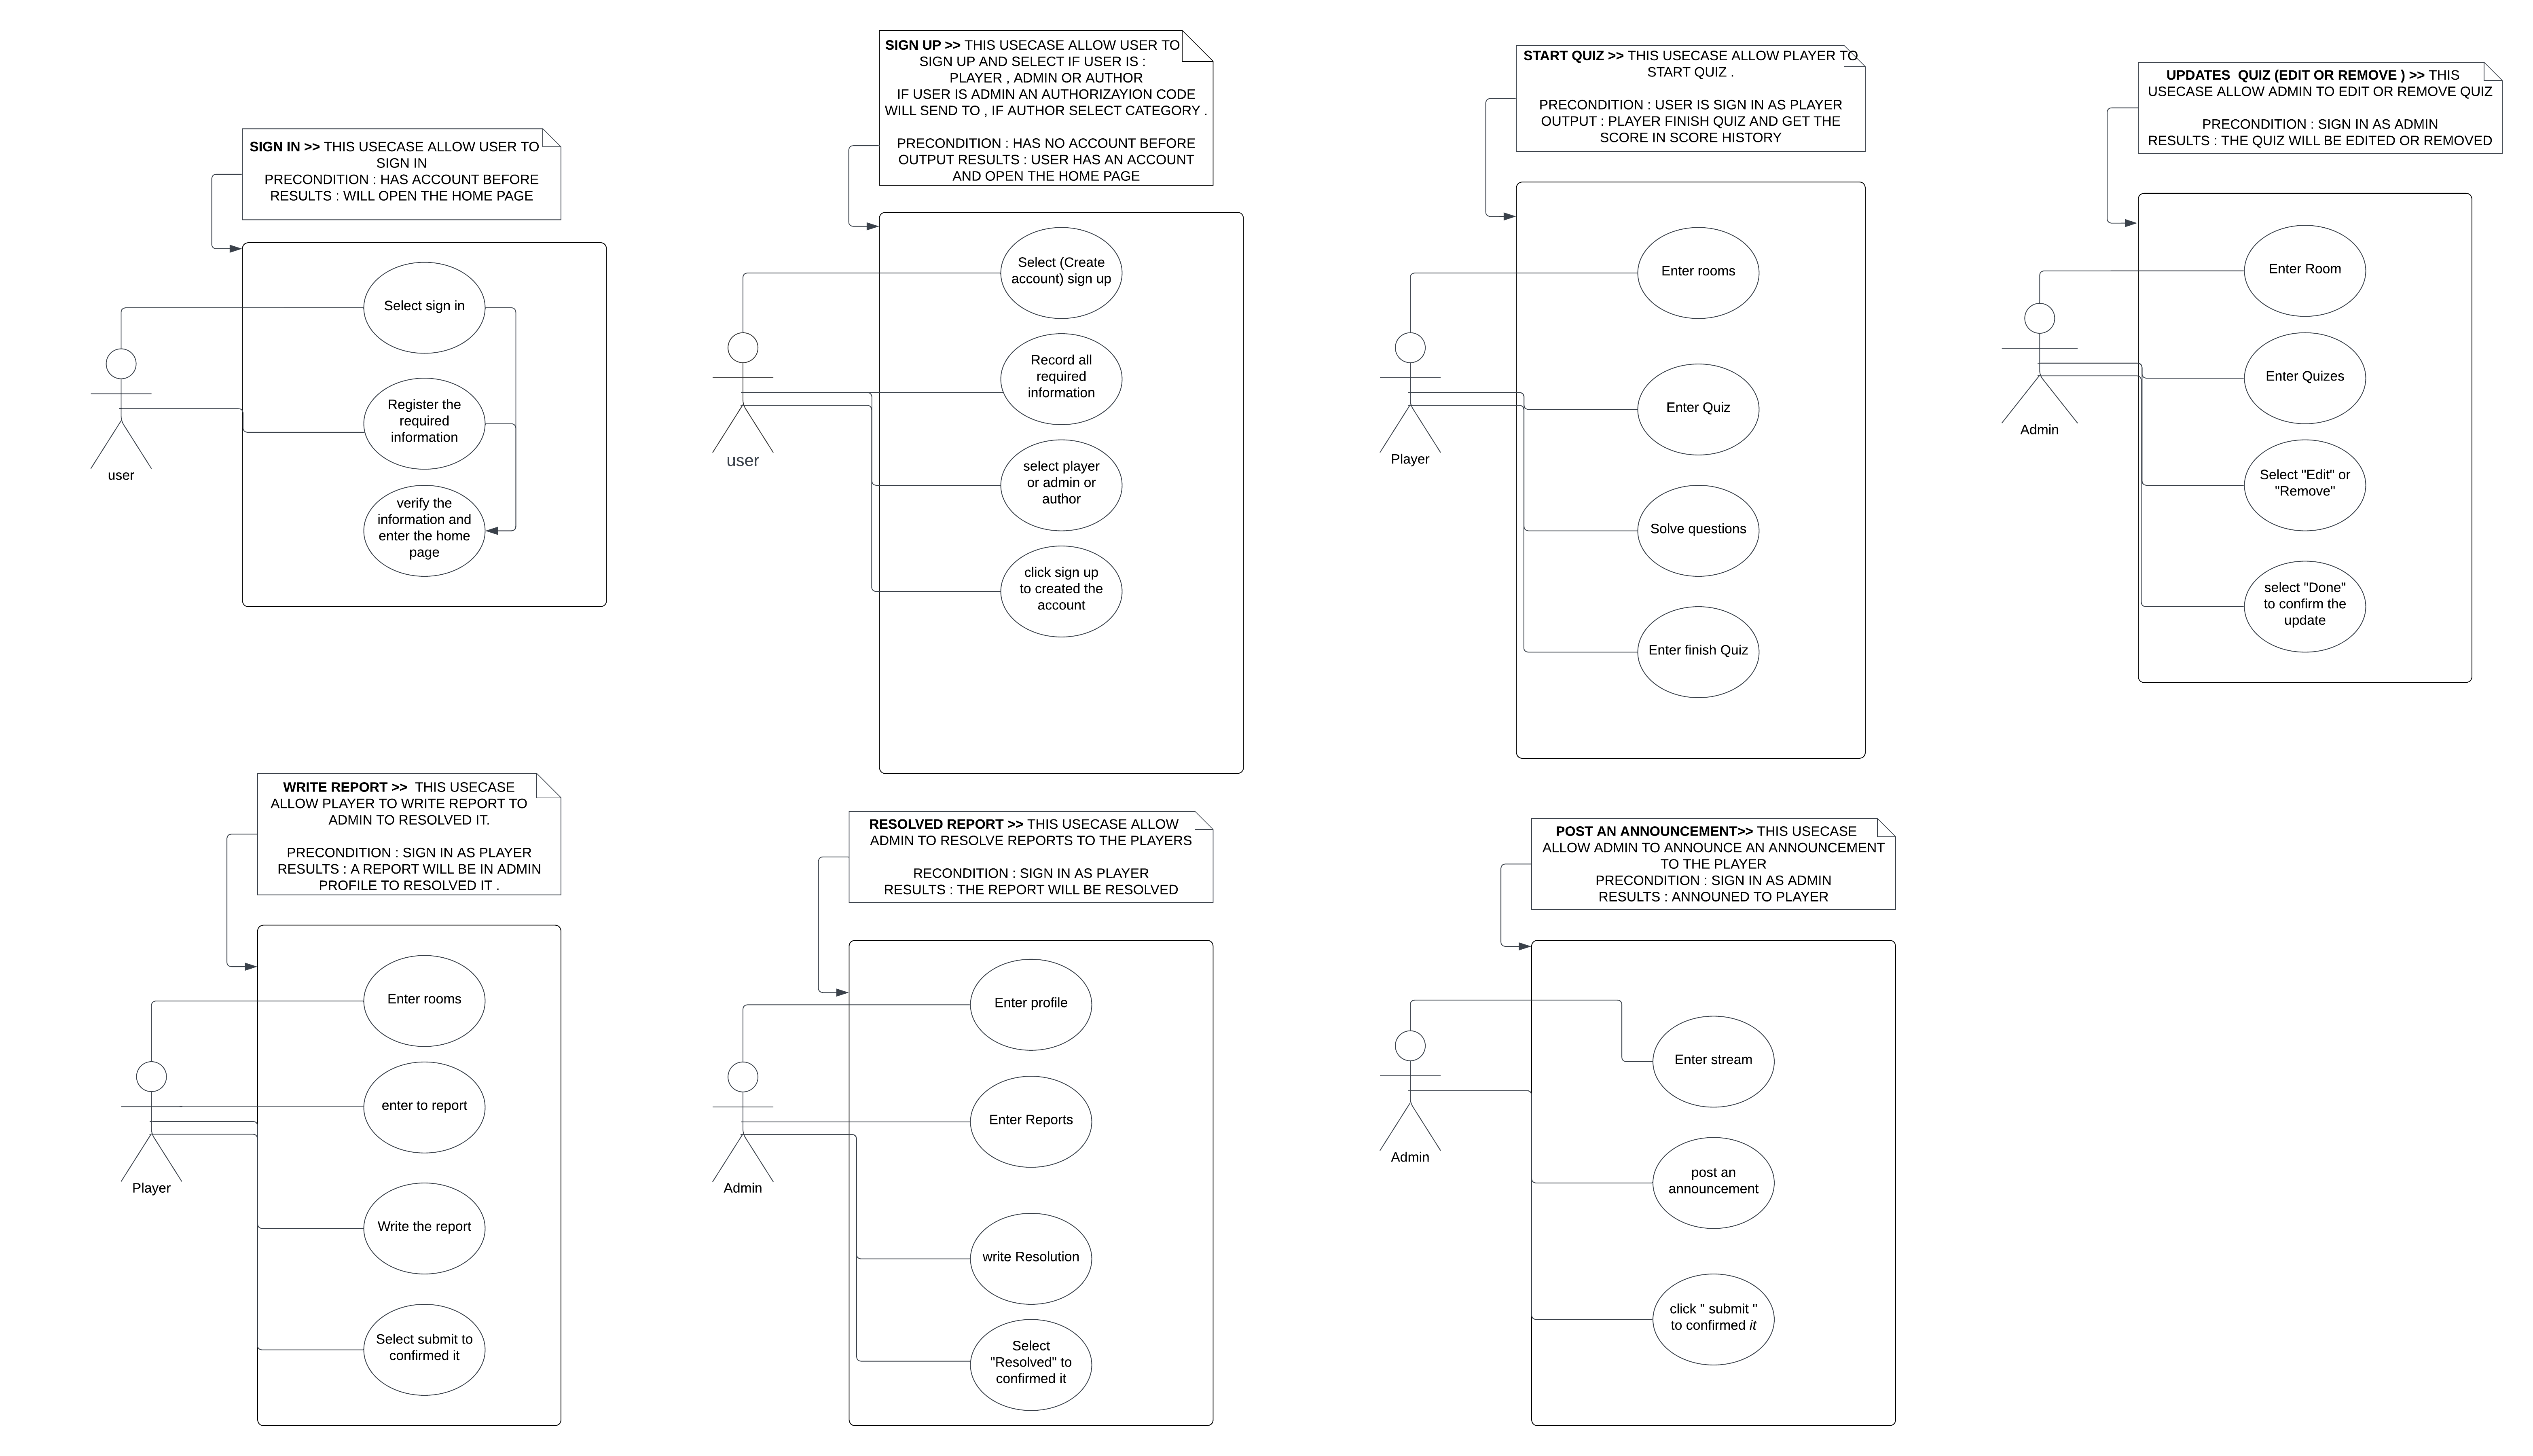 SIGN IN >> THIS USECASE ALLOW USER TO
SIGN IN
PRECONDITION : HAS ACCOUNT BEFORE
RESULTS : WILL OPEN THE HOME PAGE
Select sign in
Register the
required
information
verify the
information and
enter the home
page
user
SIGN UP >> THIS USECASE ALLOW USER TO
SIGN UP AND SELECT IF USER IS :
PLAYER , ADMIN OR AUTHOR
IF USER IS ADMIN AN AUTHORIZAYION CODE
WILL SEND TO , IF AUTHOR SELECT CATEGORY .
PRECONDITION : HAS NO ACCOUNT BEFORE
OUTPUT RESULTS : USER HAS AN ACCOUNT
AND OPEN THE HOME PAGE
Select (Create
account) sign up
Record all
required
information
select player
or admin or
author
click sign up
to created the
account
user
START QUIZ >> THIS USECASE ALLOW PLAYER TO
START QUIZ .
PRECONDITION : USER IS SIGN IN AS PLAYER
OUTPUT : PLAYER FINISH QUIZ AND GET THE
SCORE IN SCORE HISTORY
Enter rooms
Enter Quiz
Solve questions
Enter finish Quiz
Player
UPDATES  QUIZ (EDIT OR REMOVE ) >> THIS
USECASE ALLOW ADMIN TO EDIT OR REMOVE QUIZ
PRECONDITION : SIGN IN AS ADMIN
RESULTS : THE QUIZ WILL BE EDITED OR REMOVED
Enter Room
Enter Quizes
Select "Edit" or
"Remove"
select "Done"
to confirm the
update
Admin
WRITE REPORT >>  THIS USECASE
ALLOW PLAYER TO WRITE REPORT TO
ADMIN TO RESOLVED IT.
PRECONDITION : SIGN IN AS PLAYER
RESULTS : A REPORT WILL BE IN ADMIN
PROFILE TO RESOLVED IT .
Enter rooms
enter to report
Write the report
Select submit to
confirmed it
Player
RESOLVED REPORT >> THIS USECASE ALLOW
ADMIN TO RESOLVE REPORTS TO THE PLAYERS
RECONDITION : SIGN IN AS PLAYER
RESULTS : THE REPORT WILL BE RESOLVED
Enter profile
Enter Reports
write Resolution
Select
"Resolved" to
confirmed it
Admin
POST AN ANNOUNCEMENT>> THIS USECASE
ALLOW ADMIN TO ANNOUNCE AN ANNOUNCEMENT
TO THE PLAYER
PRECONDITION : SIGN IN AS ADMIN
RESULTS : ANNOUNED TO PLAYER
Enter stream
post an
announcement
click " submit "
to confirmed it
Admin